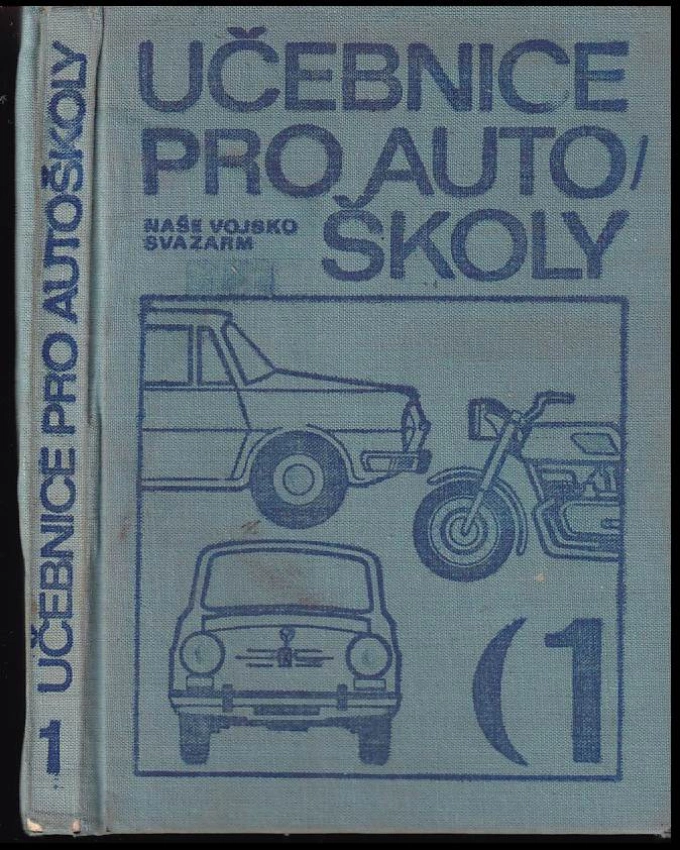 UČEBNICE
PRO AUTO/
ŠKOLY
NAŠE VOJSKO
SVAZARM
(1
1 UČEBNICE PRO AUTOŠKOLY